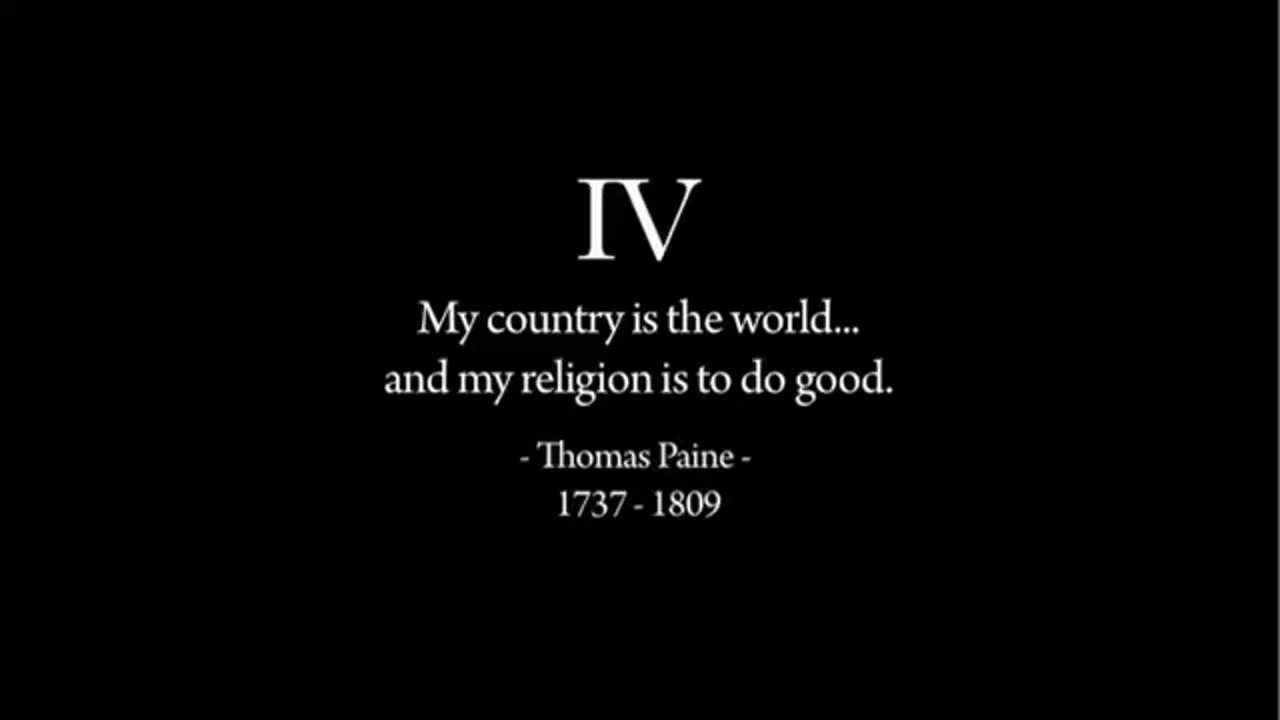 IV
My country is the world...
and my religion is to do good.
- Thomas Paine -
1737 - 1809